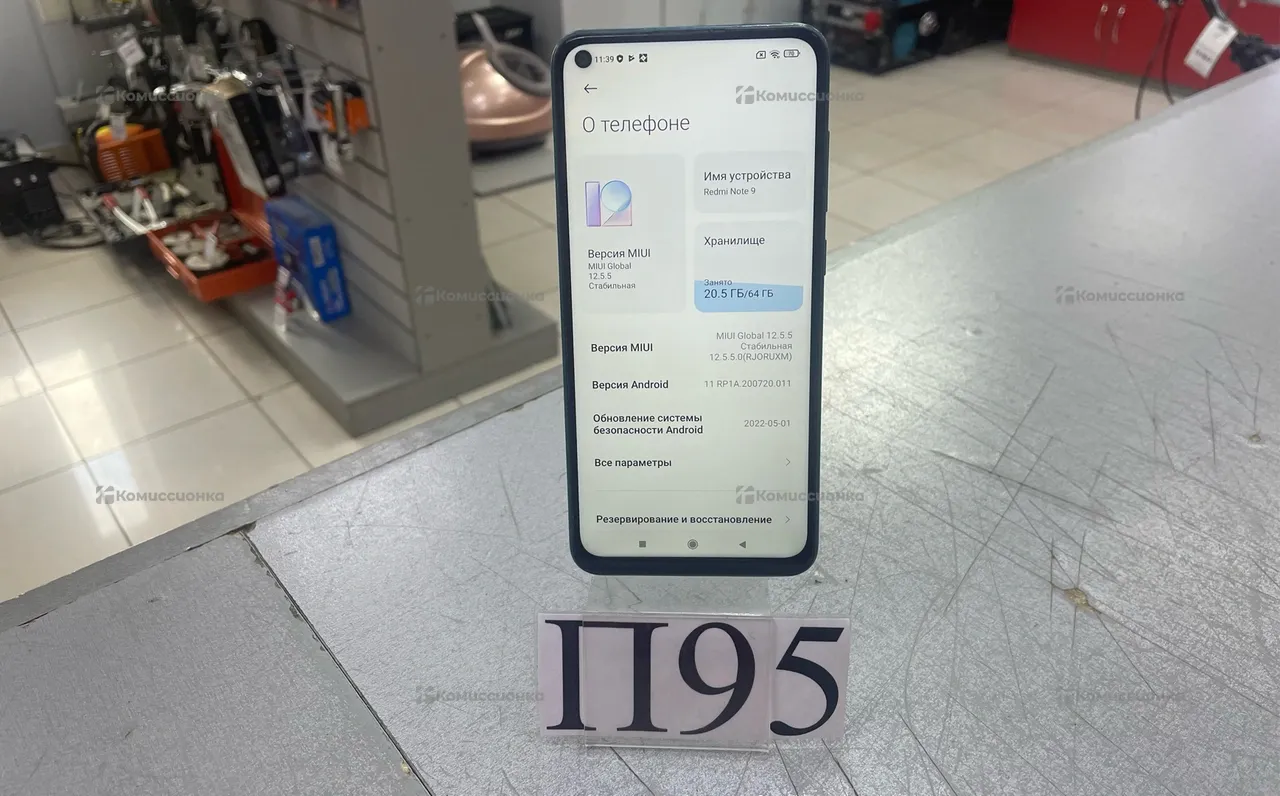 11:39
70
О телефоне
Имя устройства
Redmi Note 9
Версия MIUI
MIUI Global
12.5.5
Стабильная
Хранилище
Занято
20.5 ГБ/64 ГБ
Версия MIUI
MIUI Global 12.5.5
Стабильная
12.5.5.0(RJORUXM)
Версия Android
11 RP1A.200720.011
Обновление системы
безопасности Android
2022-05-01
Все параметры
Резервирование и восстановление
П95
Комиссионка
Комиссионка
Комиссионка
Комиссионка
Комиссионка
Комиссионка
Комиссионка
Комиссионка